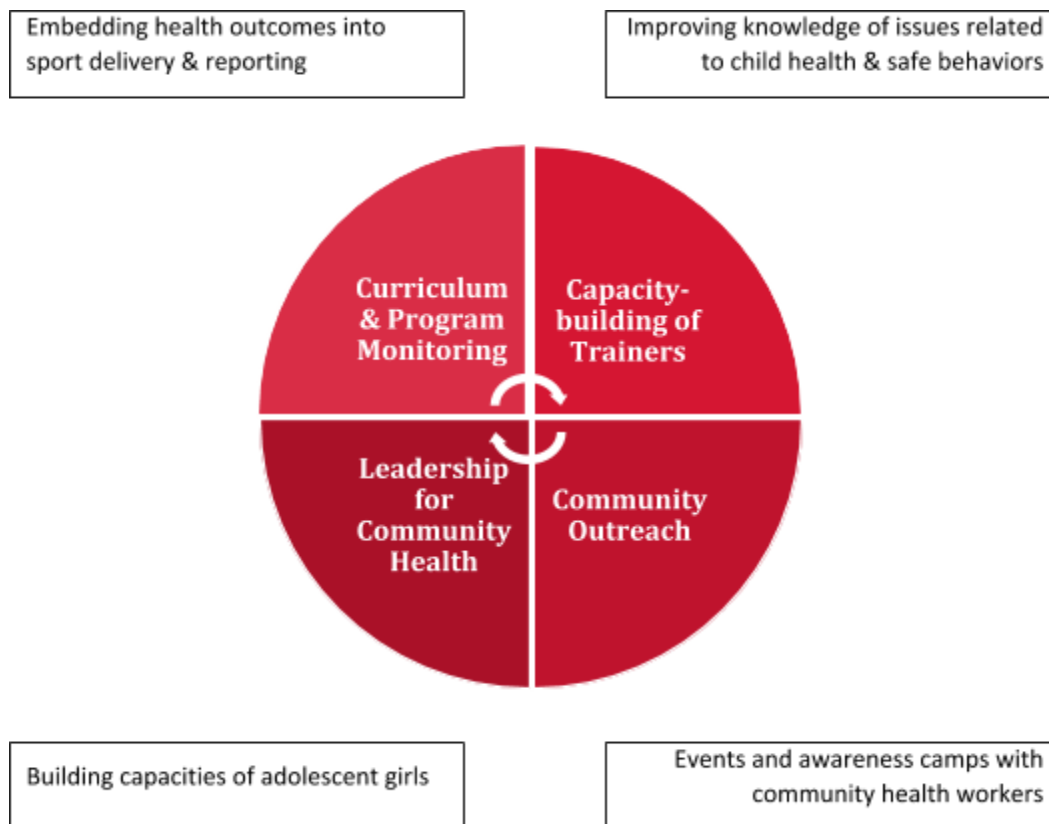 Embedding health outcomes into
sport delivery & reporting
Improving knowledge of issues related
to child health & safe behaviors
Curriculum
& Program
Monitoring
Capacity-
building of
Trainers
Leadership
for
Community
Health
Community
Outreach
Building capacities of adolescent girls
Events and awareness camps with
community health workers